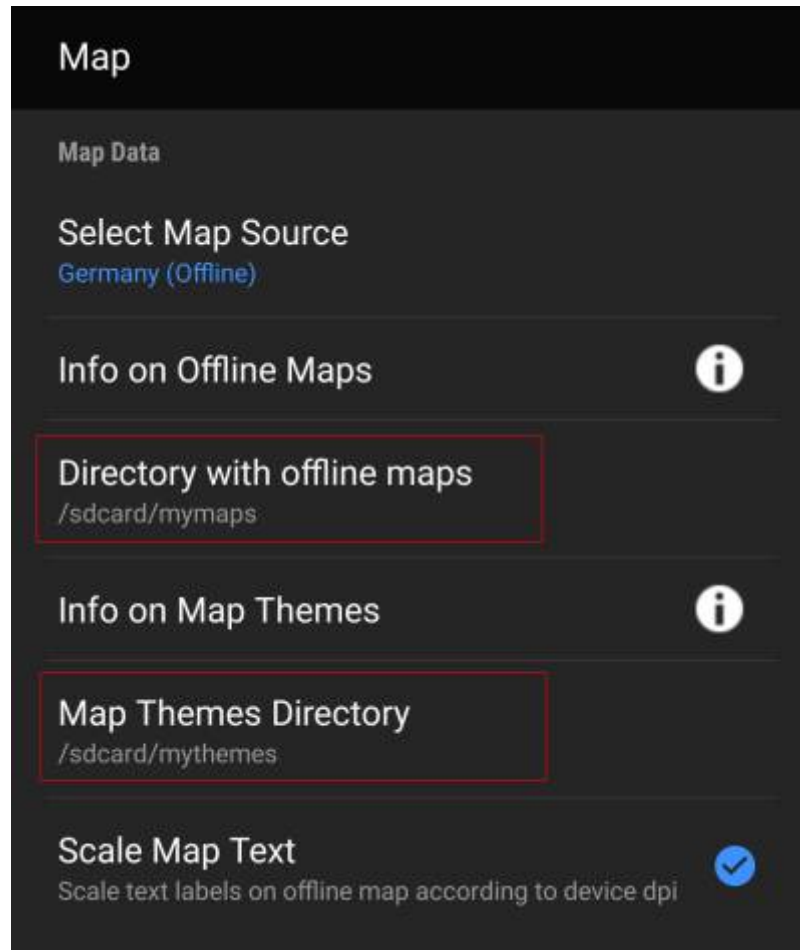 Map
Map Data
Select Map Source
Germany (Offline)
Info on Offline Maps
Directory with offline maps
/sdcard/mymaps
Info on Map Themes
Map Themes Directory
/sdcard/mythemes
Scale Map Text
Scale text labels on offline map according to device dpi